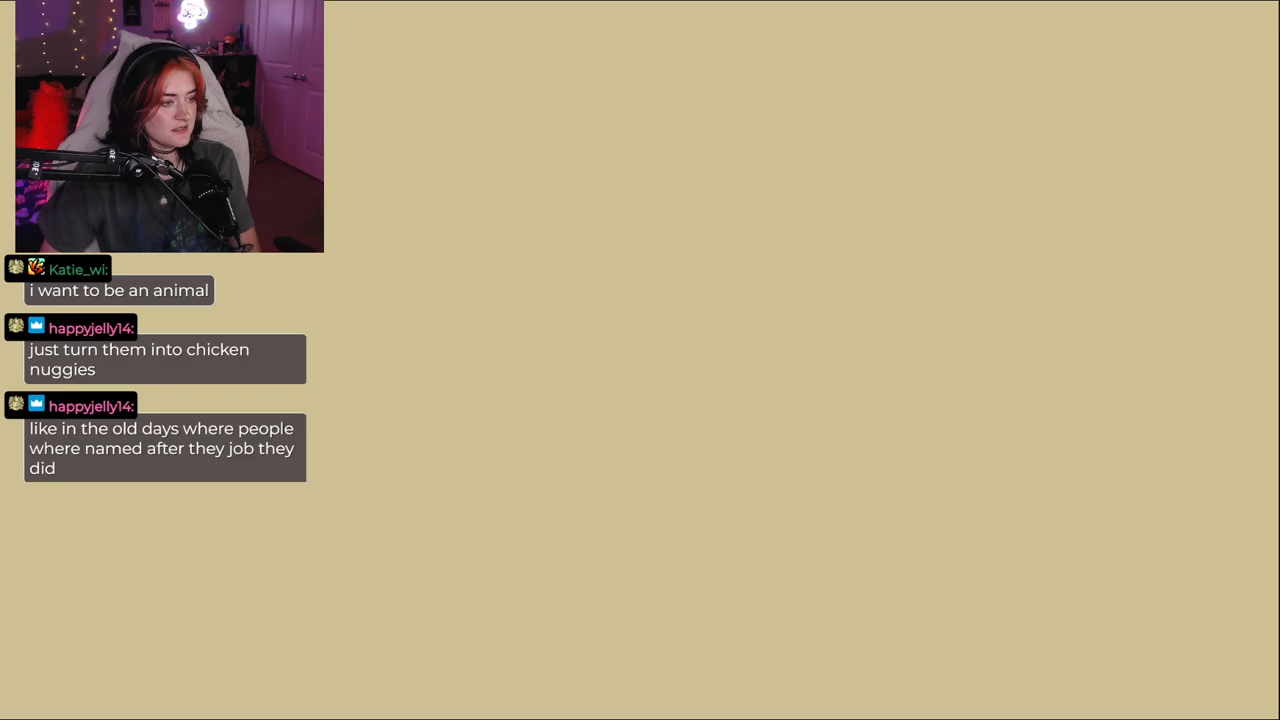 Katie_wi:
i want to be an animal
happyjelly14:
just turn them into chicken
nuggies
happyjelly14:
like in the old days where people
where named after they job they
did